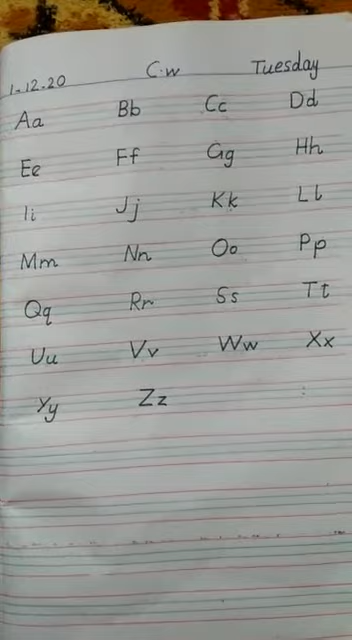 1-12.20 C.w Tuesday
Aa Bb Cc Dd
Ee Ff Gg Hh
Ii Jj Kk Ll
Mm Nn Oo Pp
Qq Rr Ss Tt
Uu Vv Ww Xx
Yy Zz